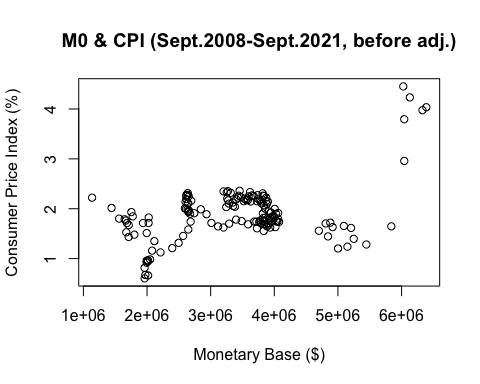 M0 & CPI (Sept.2008-Sept.2021, before adj.)
Consumer Price Index (%)
4
3
2
1
1e+06 2e+06 3e+06 4e+06 5e+06 6e+06
Monetary Base ($)